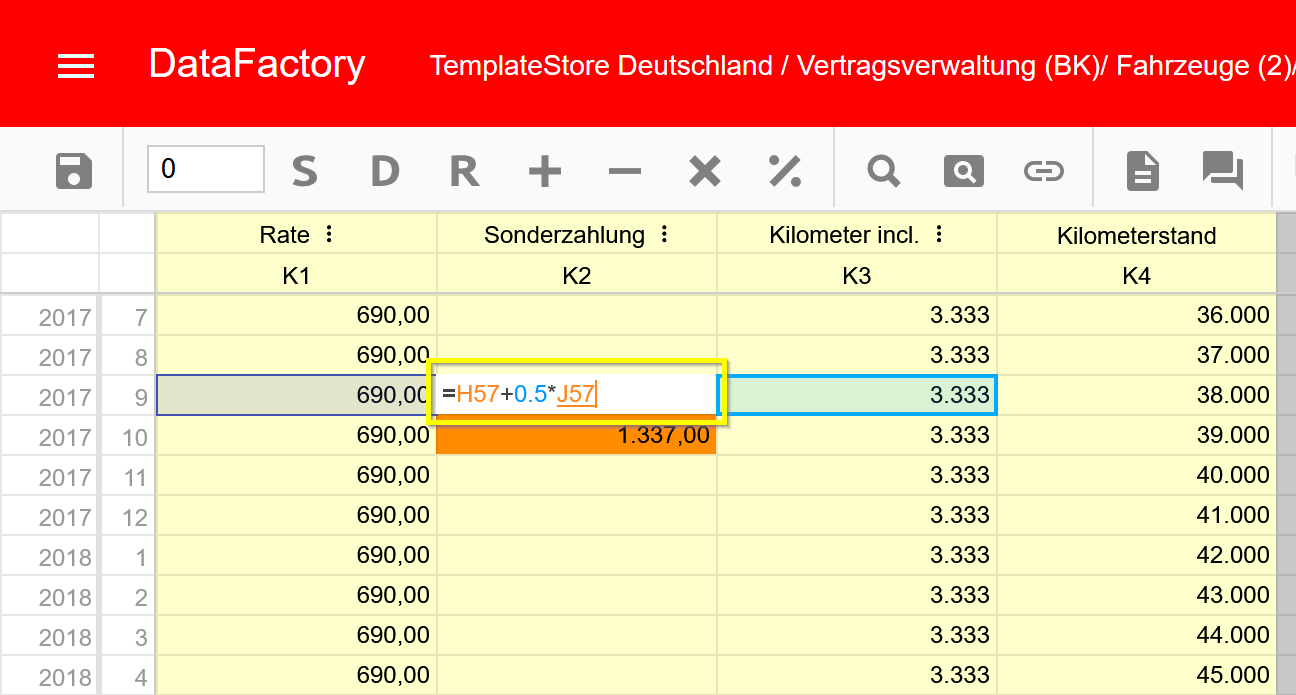 DataFactory TemplateStore Deutschland / Vertragsverwaltung (BK)/ Fahrzeuge (2)/
0 S D R
Rate Sonderzahlung Kilometer incl. Kilometerstand
K1 K2 K3 K4
2017 7 690,00 3.333 36.000
2017 8 690,00 3.333 37.000
2017 9 690,00 =H57+0.5*J57 3.333 38.000
2017 10 690,00 1.337,00 3.333 39.000
2017 11 690,00 3.333 40.000
2017 12 690,00 3.333 41.000
2018 1 690,00 3.333 42.000
2018 2 690,00 3.333 43.000
2018 3 690,00 3.333 44.000
2018 4 690,00 3.333 45.000